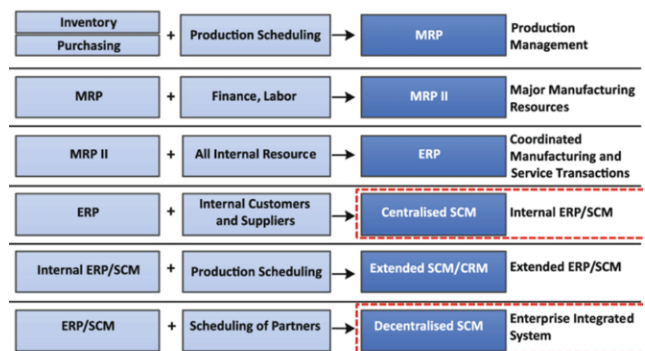 Inventory
Purchasing
+
Production Scheduling
MRP
Production
Management
MRP
+
Finance, Labor
MRP II
Major Manufacturing
Resources
MRP II
+
All Internal Resource
ERP
Coordinated
Manufacturing and
Service Transactions
ERP
+
Internal Customers
and Suppliers
Centralised SCM
Internal ERP/SCM
Internal ERP/SCM
+
Production Scheduling
Extended SCM/CRM
Extended ERP/SCM
ERP/SCM
+
Scheduling of Partners
Decentralised SCM
Enterprise Integrated
System